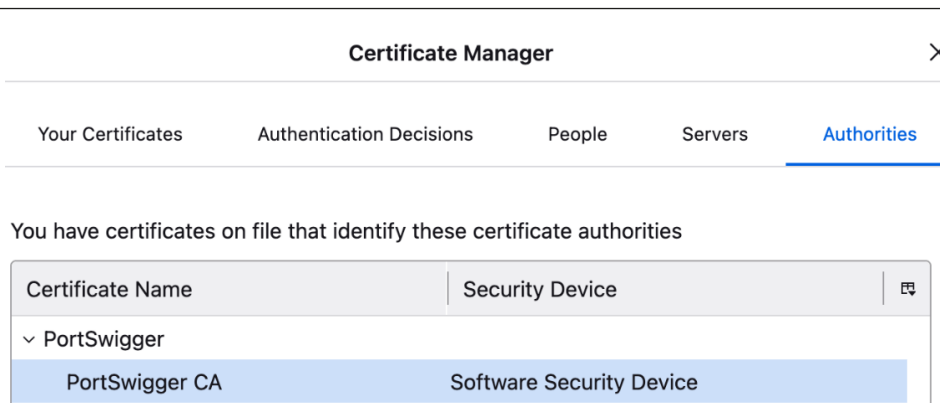 Certificate Manager
Your Certificates Authentication Decisions People Servers Authorities
You have certificates on file that identify these certificate authorities
Certificate Name Security Device
PortSwigger
PortSwigger CA Software Security Device